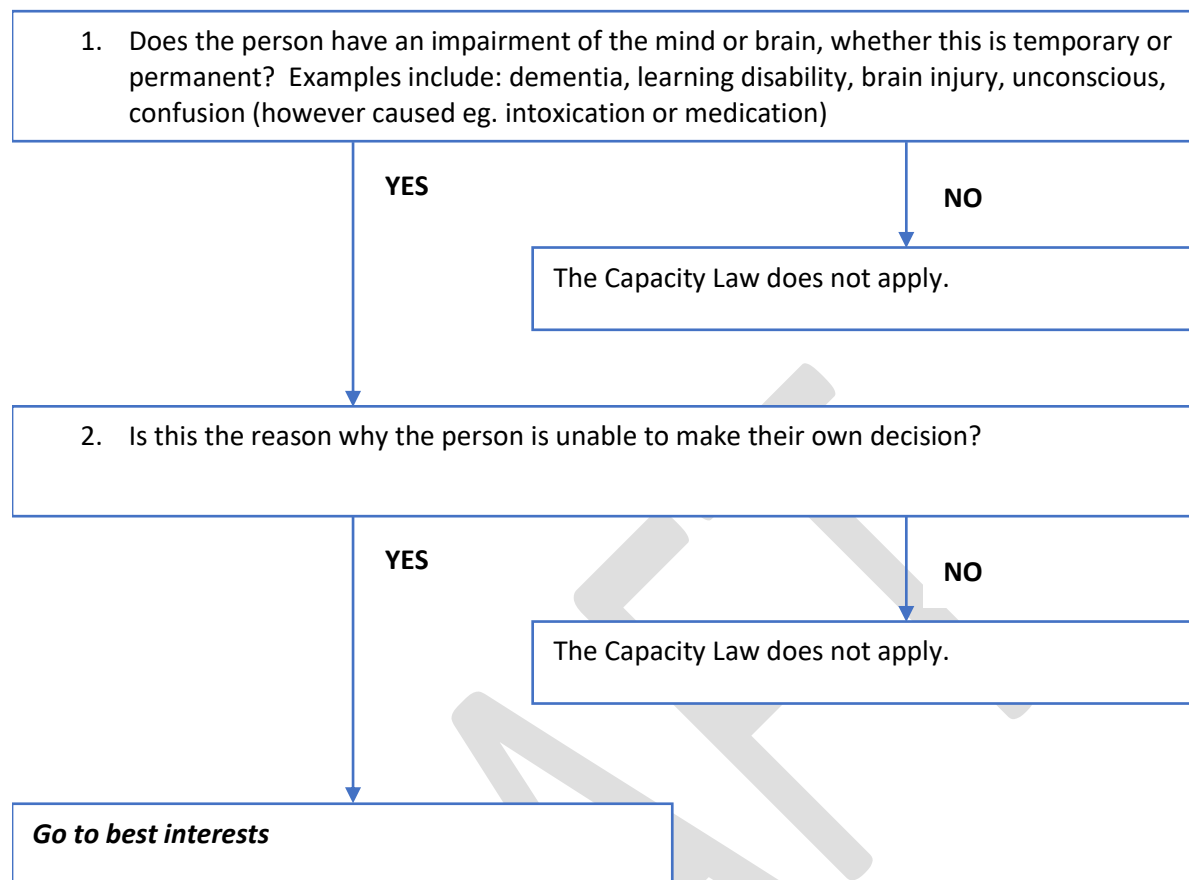 1. Does the person have an impairment of the mind or brain, whether this is temporary or
permanent? Examples include: dementia, learning disability, brain injury, unconscious,
confusion (however caused eg. intoxication or medication)
YES
NO
The Capacity Law does not apply.
2. Is this the reason why the person is unable to make their own decision?
YES
NO
The Capacity Law does not apply.
Go to best interests